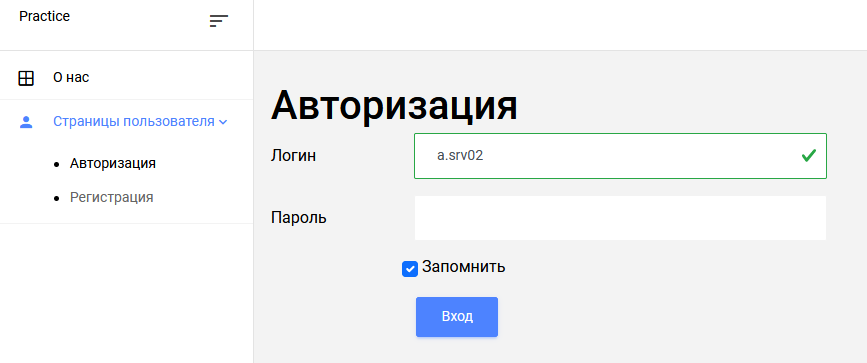 Practice
О нас
Страницы пользователя
Авторизация
Регистрация
Авторизация
Логин
a.srv02
Пароль
Запомнить
Вход